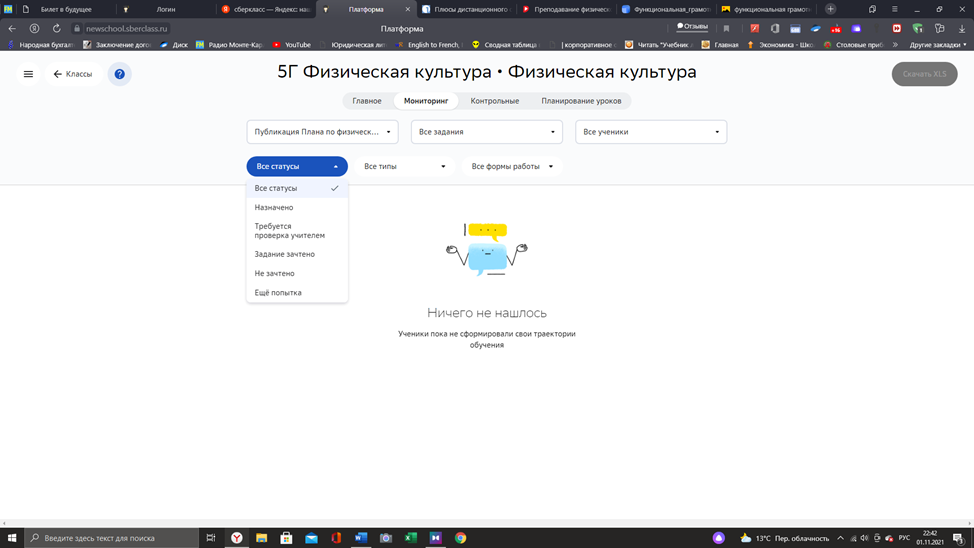 Билет в будущее
Логин
сберкласс — Яндекс: наш
Платформа
Плюсы дистанционного
Преподавание физическ
Функциональная_грамот
функциональная грамотн
newschool.sberclass.ru
Платформа
Отзывы
Народная бухгал
Заключение догов
Диск
Радио Монте-Кар
YouTube
Юридическая ли
English to French,
Сводная таблица
[ корпоративное
Читать "Учебник
Главная
Экономика - Шко
Столовые прибо
Другие закладки
Классы
5Г Физическая культура • Физическая культура
Скачать XLS
Главное
Мониторинг
Контрольные
Планирование уроков
Публикация Плана по физическ...
Все задания
Все ученики
Все статусы
Все типы
Все формы работы
Все статусы
Назначено
Требуется
проверка учителем
Задание зачтено
Не зачтено
Ещё попытка
Ничего не нашлось
Ученики пока не сформировали свои траектории
обучения
Введите здесь текст для поиска
13°C Пер. облачность
РУС
22:42
01.11.2021